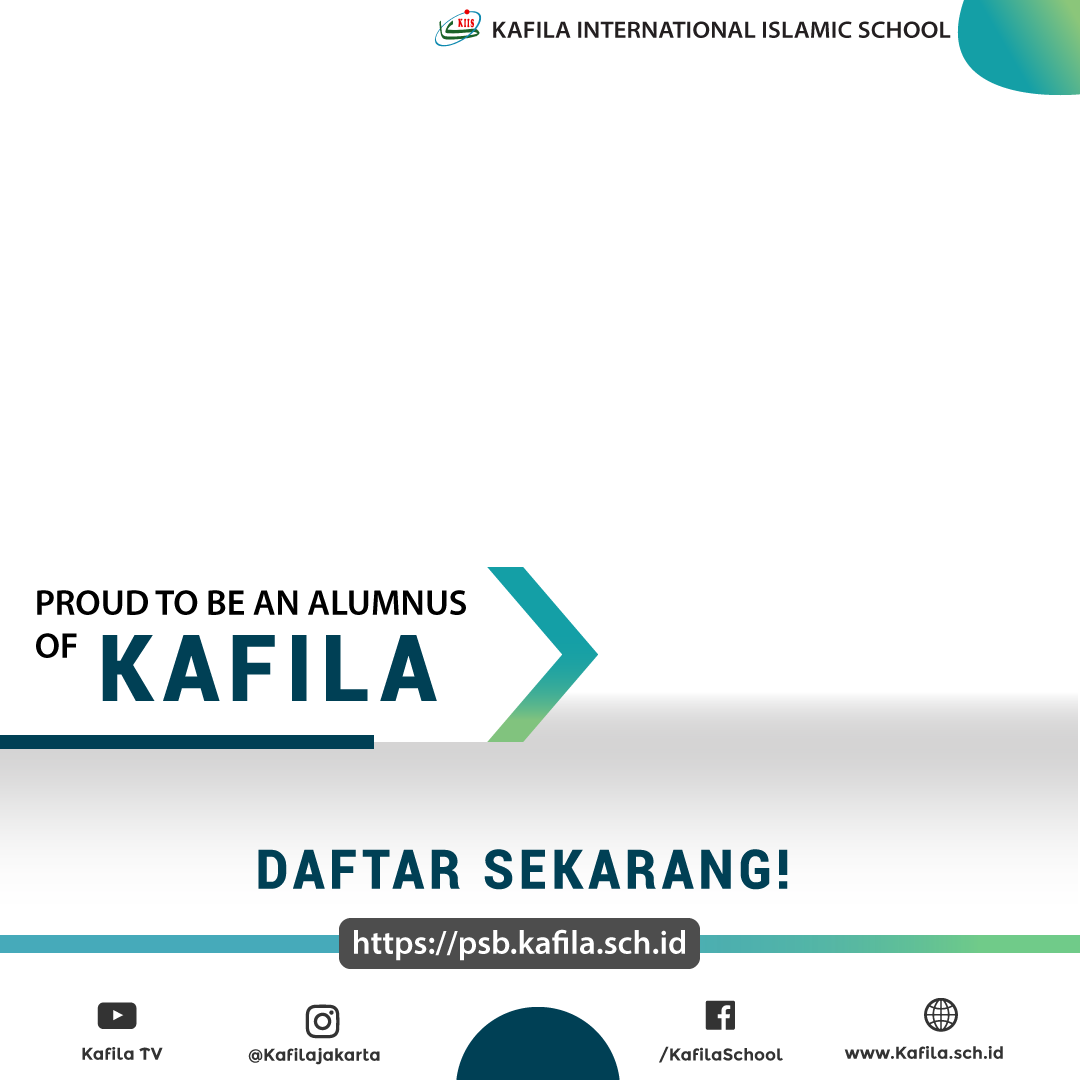 KIIS
KAFILA INTERNATIONAL ISLAMIC SCHOOL
PROUD TO BE AN ALUMNUS
OF KAFILA
DAFTAR SEKARANG!
https://psb.kafila.sch.id
Kafila TV
@Kafilajakarta
/KafilaSchool
www.Kafila.sch.id